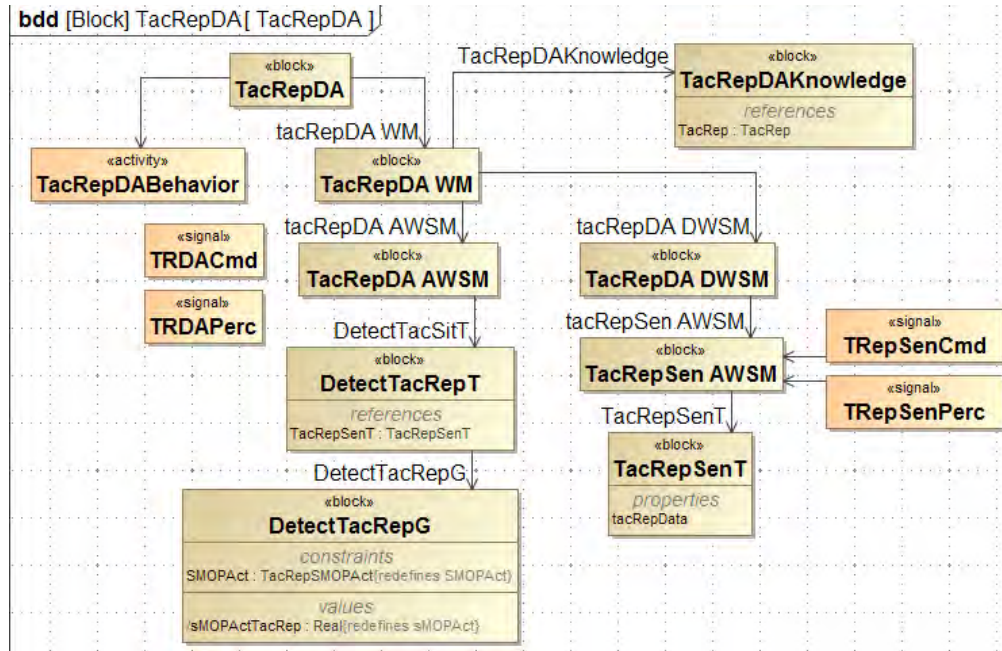 bdd [Block] TacRepDA[ TacRepDA ]
«block»
TacRepDA
TacRepDAKnowledge
«block»
TacRepDAKnowledge
references
TacRep : TacRep
tacRepDA WM
«activity»
TacRepDABehavior
«block»
TacRepDA WM
tacRepDA AWSM
tacRepDA DWSM
«signal»
TRDACmd
«block»
TacRepDA AWSM
«block»
TacRepDA DWSM
«signal»
TRDAPerc
DetectTacSitT
tacRepSen AWSM
«signal»
TRepSenCmd
«block»
DetectTacRepT
references
TacRepSenT : TacRepSenT
«block»
TacRepSen AWSM
«signal»
TRepSenPerc
TacRepSenT
DetectTacRepG
«block»
TacRepSenT
properties
tacRepData
«block»
DetectTacRepG
constraints
SMOPAct : TacRepSMOPAct{redefines SMOPAct}
values
/sMOPActTacRep : Real{redefines sMOPAct}